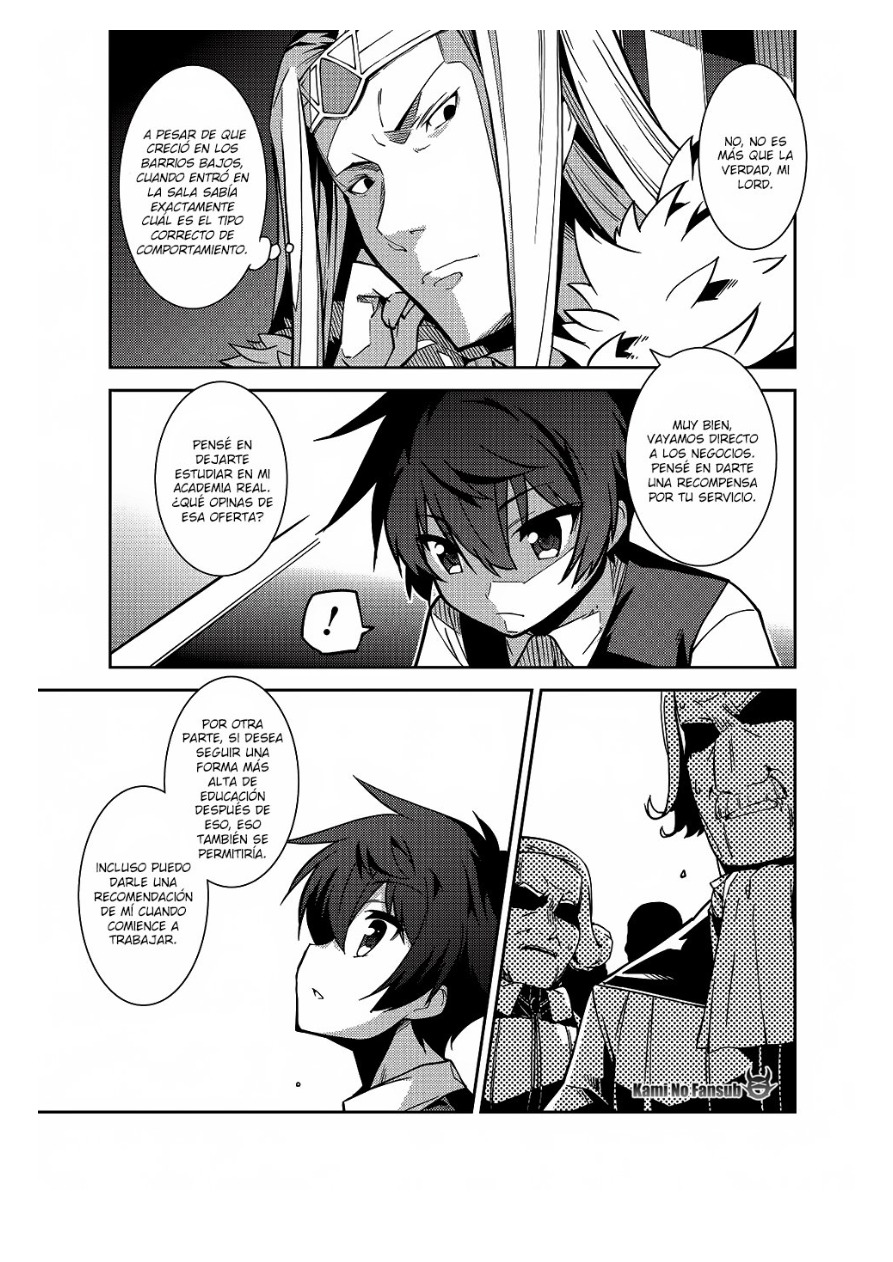 NO, NO ES
MÁS QUE LA
VERDAD, MI
LORD.
A PESAR DE QUE
CRECIÓ EN LOS
BARRIOS BAJOS,
CUANDO ENTRÓ EN
LA SALA SABÍA
EXACTAMENTE
CUÁL ES EL TIPO
CORRECTO DE
COMPORTAMIENTO.
MUY BIEN,
VAYAMOS DIRECTO
A LOS NEGOCIOS.
PENSÉ EN DARTE
UNA RECOMPENSA
POR TU SERVICIO.
PENSÉ EN
DEJARTE
ESTUDIAR EN MI
ACADEMIA REAL.
¿QUÉ OPINAS DE
ESA OFERTA?
!
POR OTRA
PARTE, SI DESEA
SEGUIR UNA
FORMA MÁS
ALTA DE
EDUCACIÓN
DESPUÉS DE
ESO, ESO
TAMBIÉN SE
PERMITIRÍA.
INCLUSO PUEDO
DARLE UNA
RECOMENDACIÓN
DE MÍ CUANDO
COMIENCE A
TRABAJAR.
Kami No Fansub